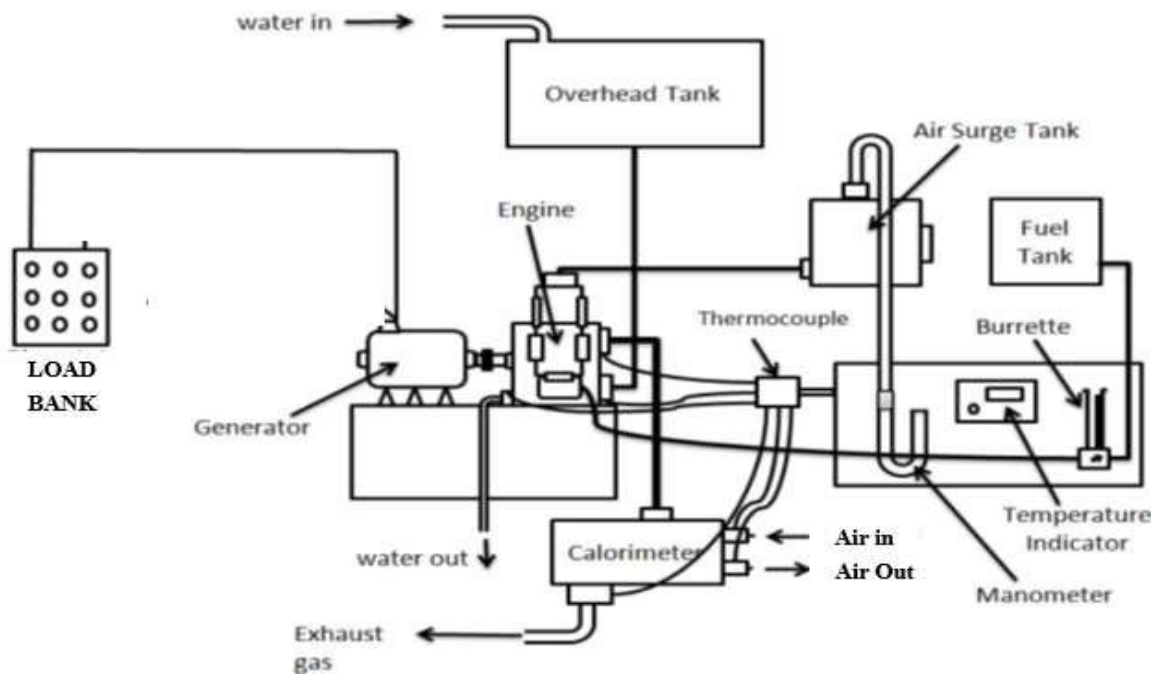 water in
Overhead Tank
Air Surge Tank
Engine
Fuel
Tank
Thermocouple
Burrette
LOAD
BANK
Generator
water out
Calorimeter
Air in
Air Out
Temperature
Indicator
Manometer
Exhaust
gas